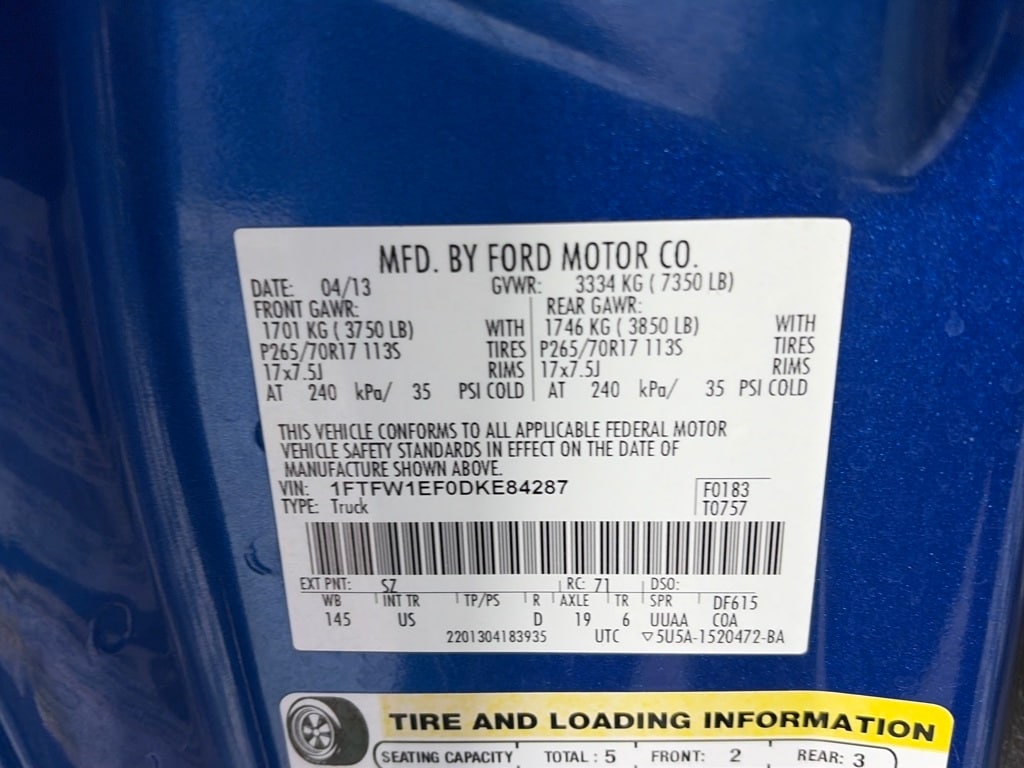 MFD. BY FORD MOTOR CO.
DATE: 04/13 GVWR: 3334 KG ( 7350 LB)
FRONT GAWR: REAR GAWR:
1701 KG ( 3750 LB) WITH 1746 KG ( 3850 LB) WITH
P265/70R17 113S TIRES P265/70R17 113S TIRES
17x7.5J RIMS 17x7.5J RIMS
AT 240 kPa/ 35 PSI COLD AT 240 kPa/ 35 PSI COLD
THIS VEHICLE CONFORMS TO ALL APPLICABLE FEDERAL MOTOR
VEHICLE SAFETY STANDARDS IN EFFECT ON THE DATE OF
MANUFACTURE SHOWN ABOVE.
VIN: 1FTFW1EF0DKE84287 F0183
TYPE: Truck T0757
EXT PNT: SZ RC: 71 DSO:
WB INT TR TP/PS R AXLE TR SPR DF615
145 US D 19 6 UUAA COA
2201304183935 UTC ▽5U5A-1520472-BA
TIRE AND LOADING INFORMATION
SEATING CAPACITY TOTAL : 5 FRONT: 2 REAR: 3